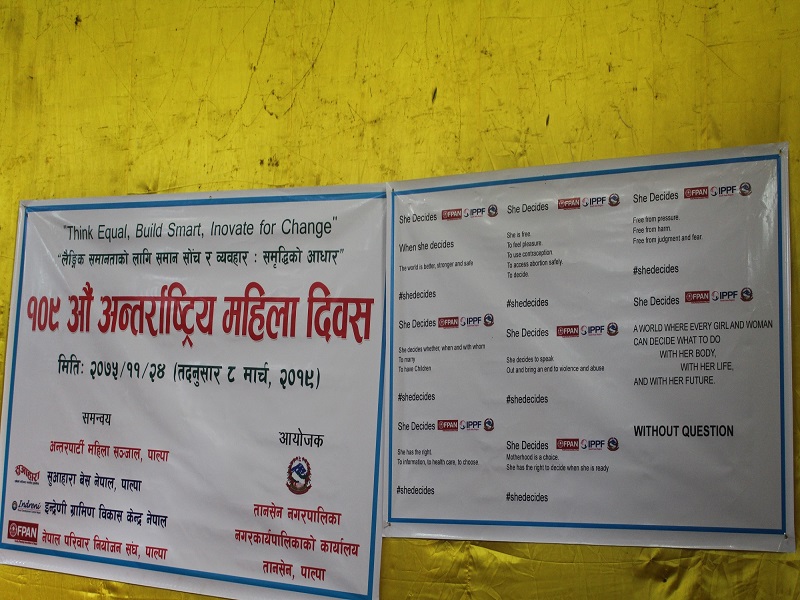 "Think Equal, Build Smart, Inovate for Change"
"लैङ्गिक समानताको लागि समान सोंच र व्यवहार : समृद्धिको आधार"
१०९ औं अन्तर्राष्ट्रिय महिला दिवस
मितिः २०७५/११/२४ (तदनुसार ८ मार्च, २०१९)
समन्वय
अन्तरपार्टी महिला सञ्जाल, पाल्पा
सुआहारा बेस नेपाल, पाल्पा
Indreni
इन्द्रेणी ग्रामिण विकास केन्द्र नेपाल
FPAN
नेपाल परिवार नियोजन संघ, पाल्पा
आयोजक
तानसेन नगरपालिका
नगरकार्यपालिकाको कार्यालय
तानसेन, पाल्पा
She Decides FPAN IPPF
When she decides
The world is better, stronger and safe
#shedecides
She Decides FPAN IPPF
She decides whether, when and with wham
To marry
To have Children
#shedecides
She Decides FPAN IPPF
She has the right.
To information, to health care, to choose.
#shedecides
She Decides FPAN IPPF
She is free.
To feel pleasure.
To use contraception
To access abortion safely.
To decide.
#shedecides
She Decides FPAN IPPF
She decides to speak
Out and bring an end to violence and abuse
#shedecides
She Decides FPAN IPPF
Motherhood is a choice.
She has the right to decide when she is ready
#shedecides
She Decides FPAN IPPF
Free from pressure.
Free from harm.
Free from judgment and fear.
#shedecides
She Decides FPAN IPPF
A WORLD WHERE EVERY GIRL AND WOMAN
CAN DECIDE WHAT TO DO
WITH HER BODY,
WITH HER LIFE,
AND WITH HER FUTURE.
WITHOUT QUESTION